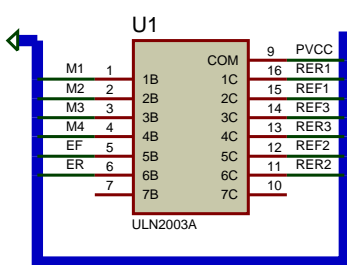 U1
COM 9 PVCC
M1 1 1B 1C 16 RER1
M2 2 2B 2C 15 REF1
M3 3 3B 3C 14 REF3
M4 4 4B 4C 13 RER3
EF 5 5B 5C 12 REF2
ER 6 6B 6C 11 RER2
7 7B 7C 10
ULN2003A